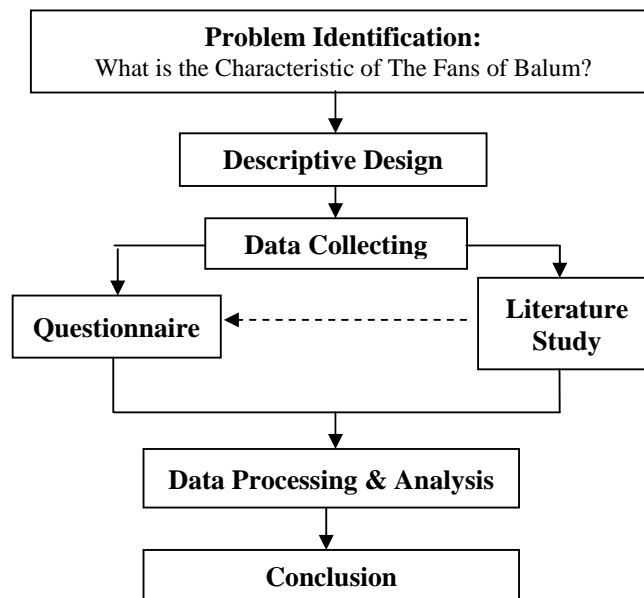 Problem Identification:
What is the Characteristic of The Fans of Balum?
Descriptive Design
Data Collecting
Questionnaire
Literature
Study
Data Processing & Analysis
Conclusion